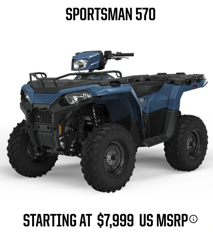 SPORTSMAN 570
STARTING AT $7,999 US MSRP